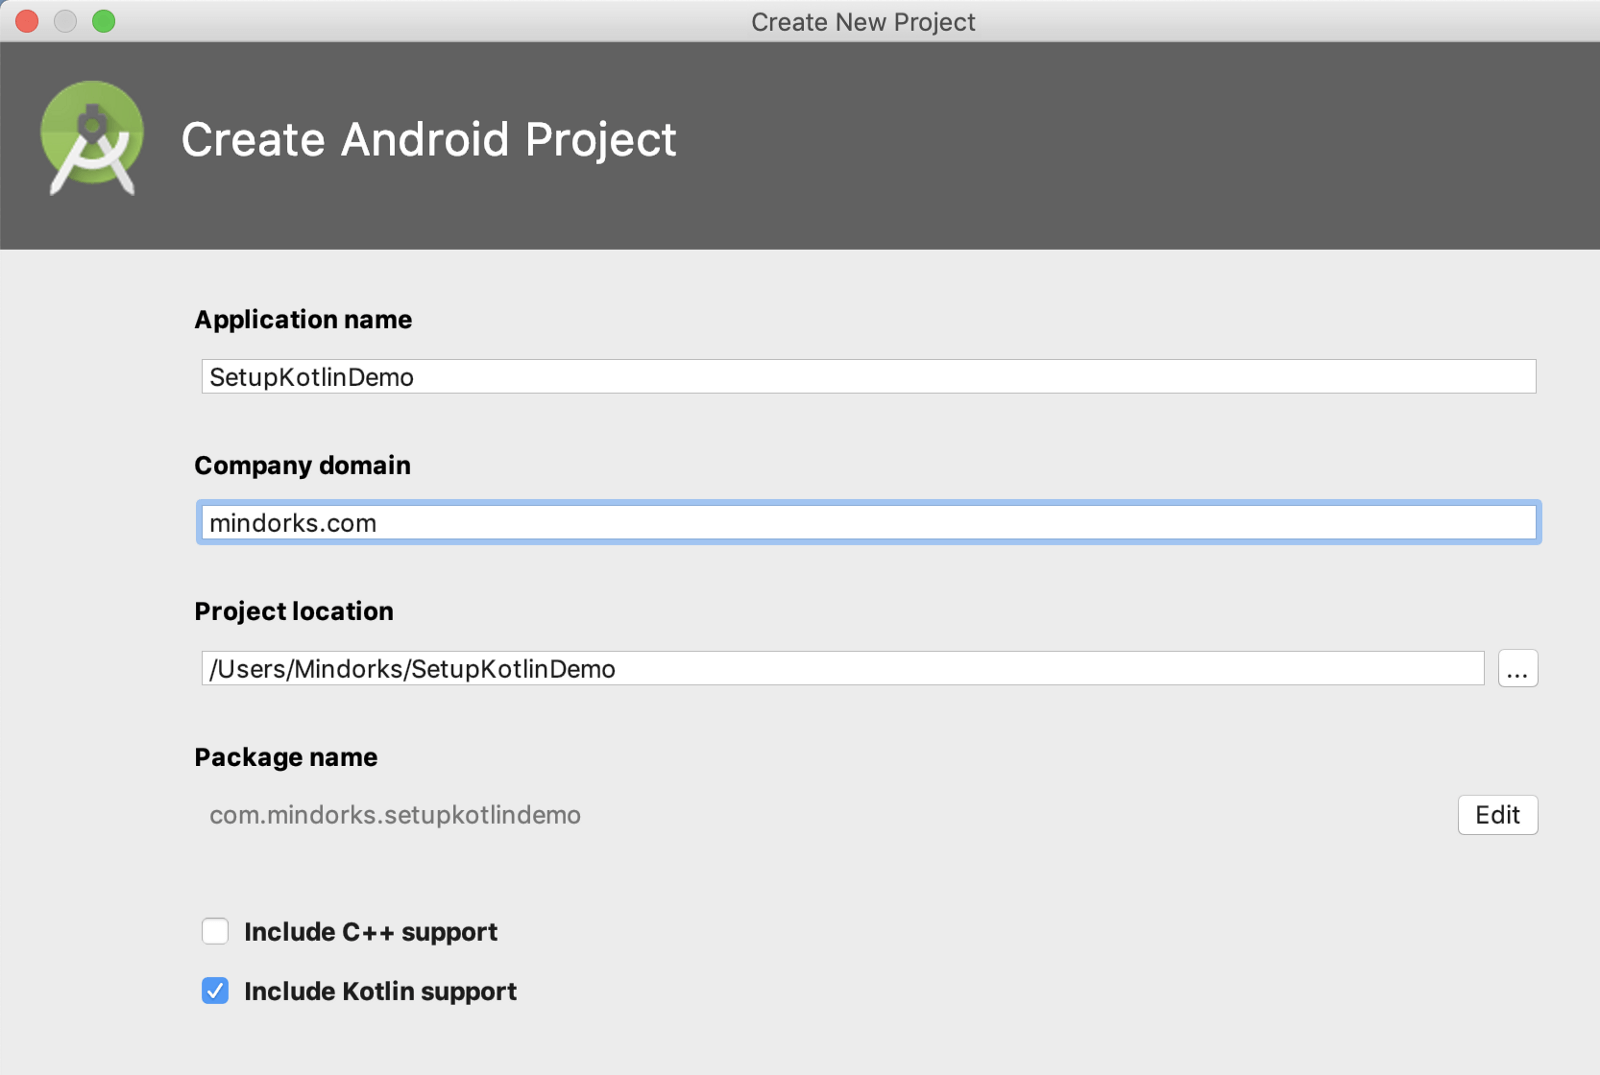 Create New Project
Create Android Project
Application name
SetupKotlinDemo
Company domain
mindorks.com
Project location
/Users/Mindorks/SetupKotlinDemo
...
Package name
com.mindorks.setupkotlindemo
Edit
Include C++ support
Include Kotlin support